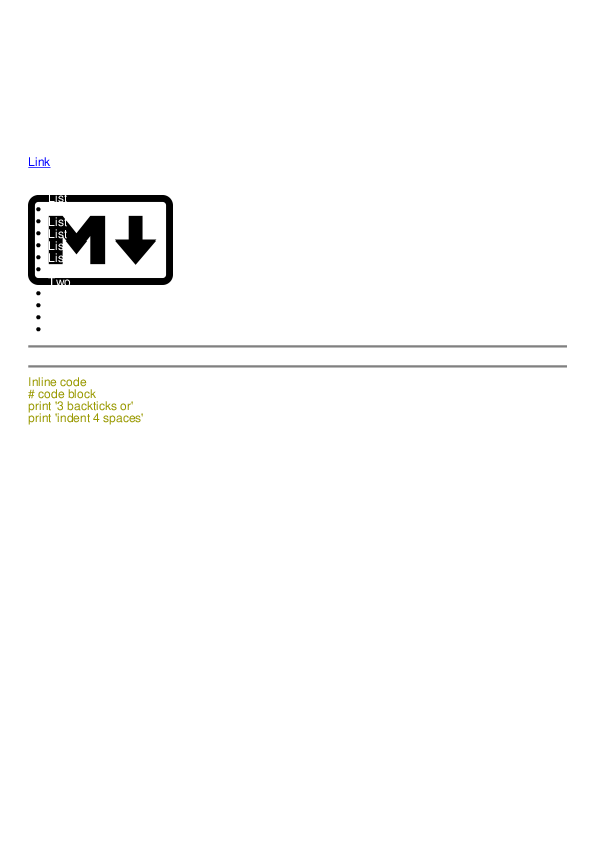 Link
List
M
List
List
List
List
Two
Inline code
# code block
print '3 backticks or'
print 'indent 4 spaces'